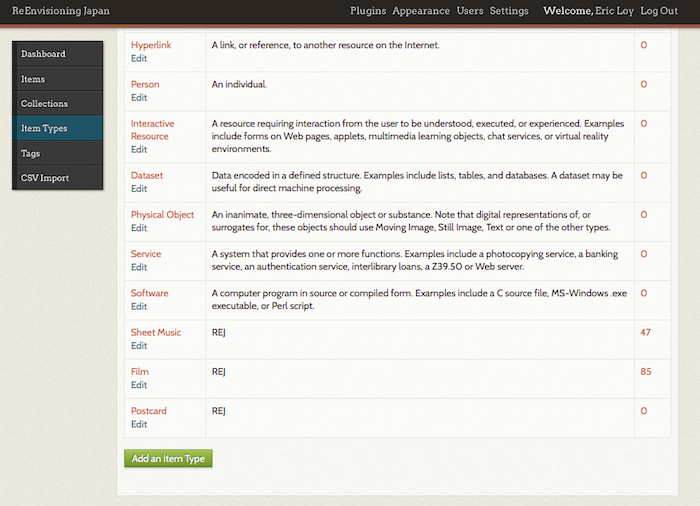 ReEnvisioning Japan
Plugins Appearance Users Settings Welcome, Eric Loy Log Out
Dashboard
Items
Collections
Item Types
Tags
CSV Import
Hyperlink
Edit
A link, or reference, to another resource on the Internet.
0
Person
Edit
An individual.
0
Interactive
Resource
Edit
A resource requiring interaction from the user to be understood, executed, or experienced. Examples
include forms on Web pages, applets, multimedia learning objects, chat services, or virtual reality
environments.
0
Dataset
Edit
Data encoded in a defined structure. Examples include lists, tables, and databases. A dataset may be
useful for direct machine processing.
0
Physical Object
Edit
An inanimate, three-dimensional object or substance. Note that digital representations of, or
surrogates for, these objects should use Moving Image, Still Image, Text or one of the other types.
0
Service
Edit
A system that provides one or more functions. Examples include a photocopying service, a banking
service, an authentication service, interlibrary loans, a Z39.50 or Web server.
0
Software
Edit
A computer program in source or compiled form. Examples include a C source file, MS-Windows .exe
executable, or Perl script.
0
Sheet Music
Edit
REJ
47
Film
Edit
REJ
85
Postcard
Edit
REJ
0
Add an Item Type